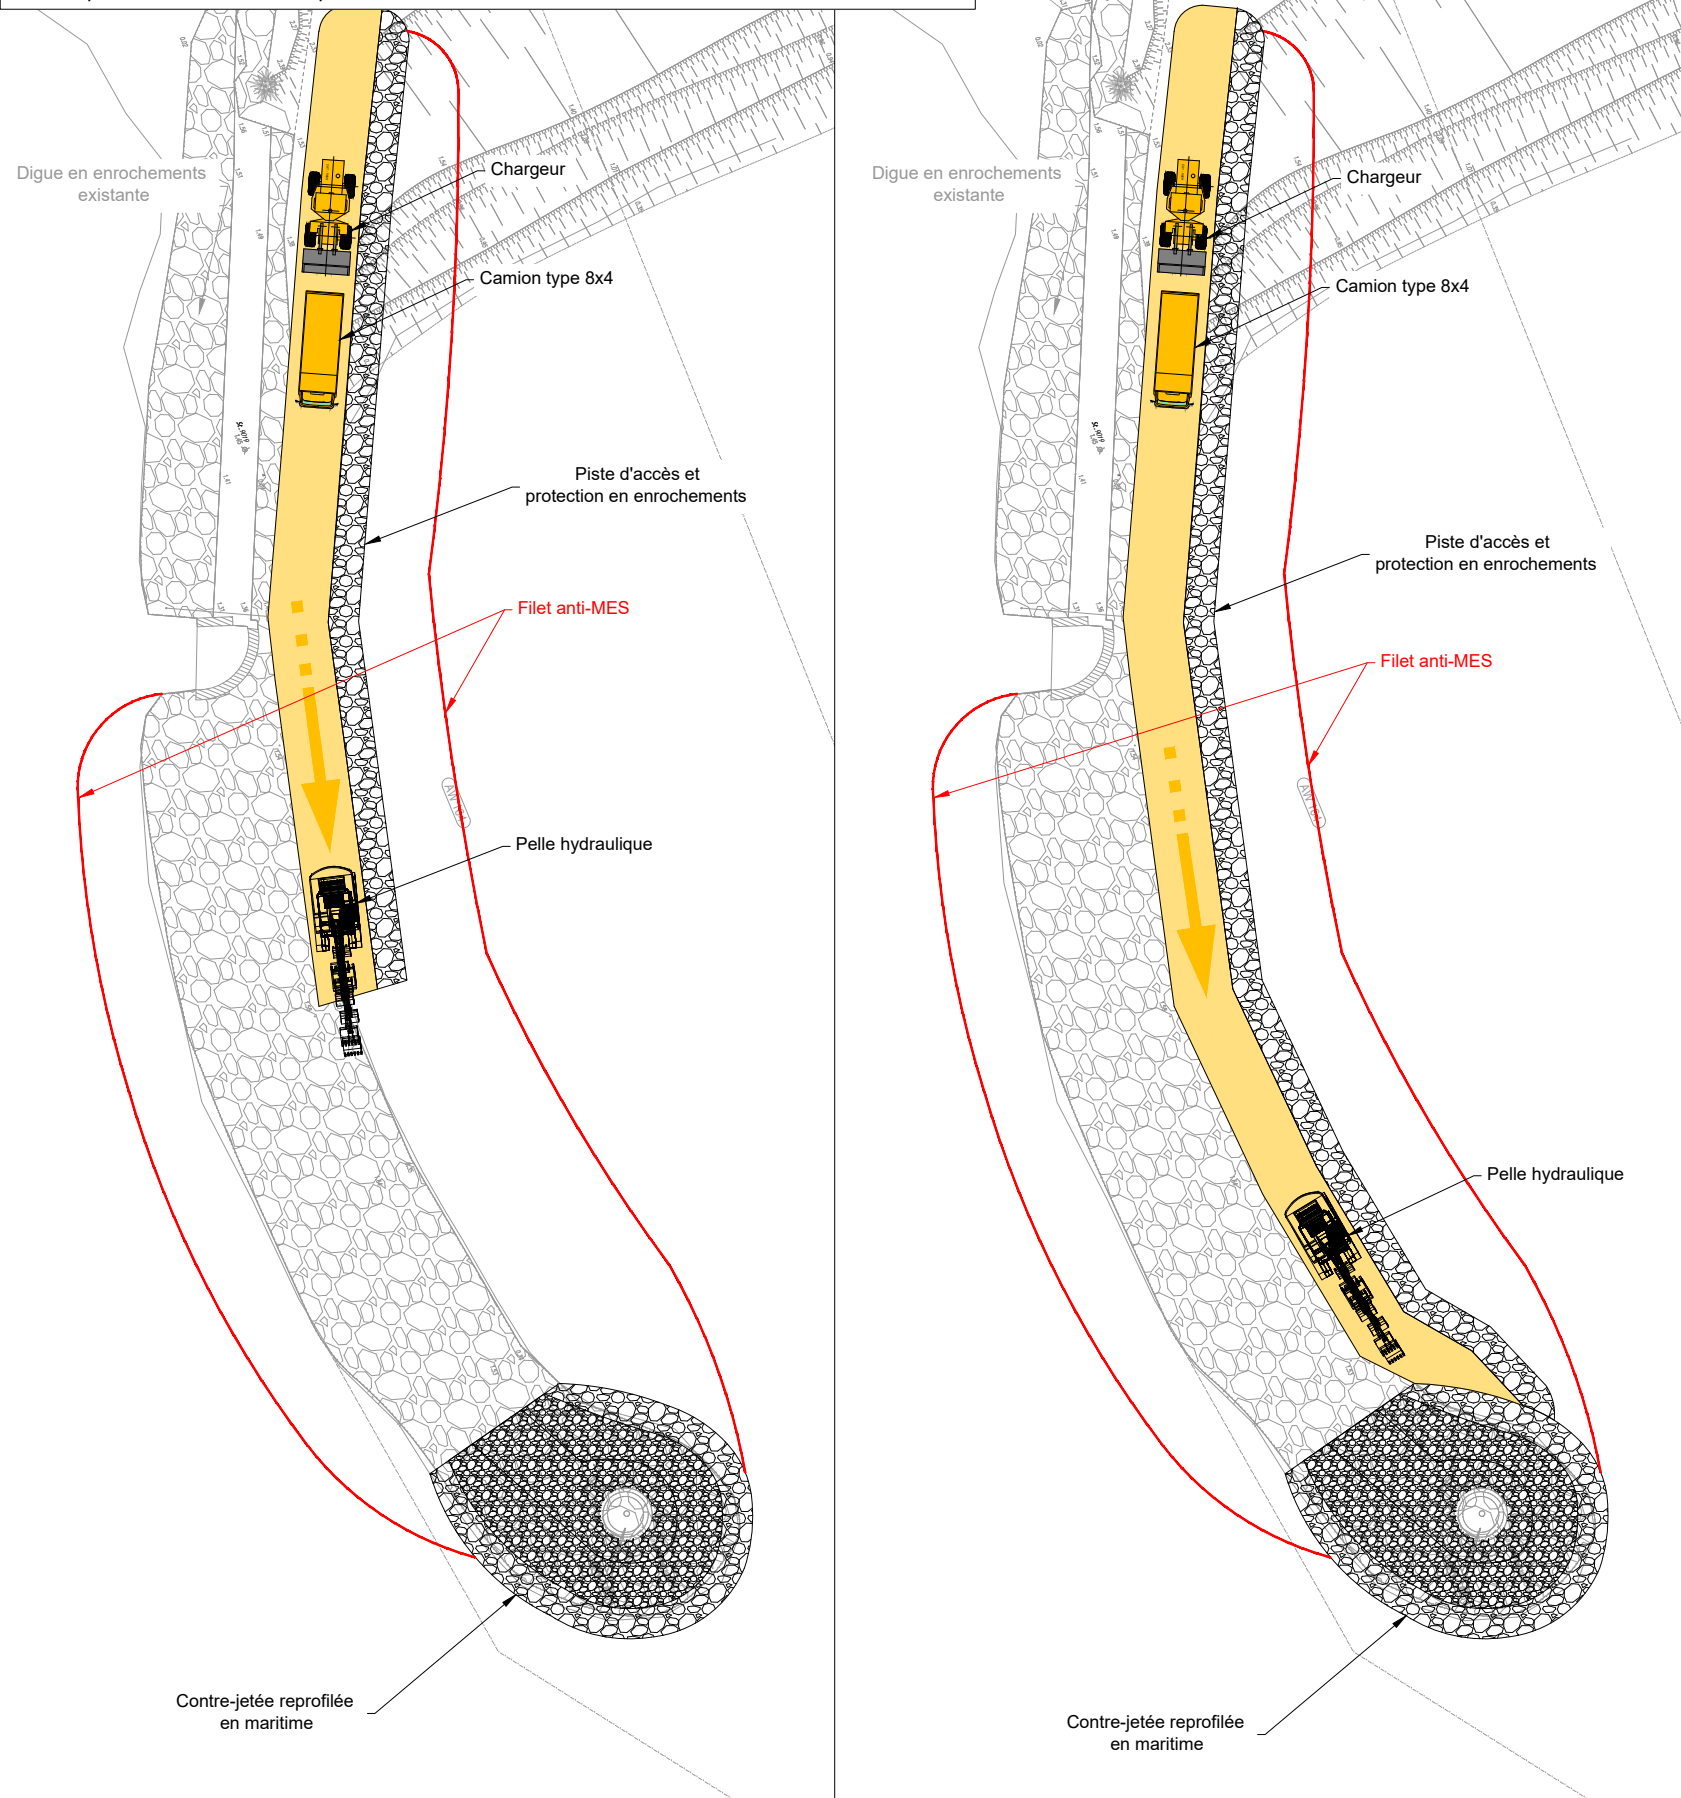 Digue en enrochements
existante
Chargeur
Camion type 8x4
Piste d'accès et
protection en enrochements
Filet anti-MES
Pelle hydraulique
Contre-jetée reprofilée
en maritime
Digue en enrochements
existante
Chargeur
Camion type 8x4
Piste d'accès et
protection en enrochements
Filet anti-MES
Pelle hydraulique
Contre-jetée reprofilée
en maritime